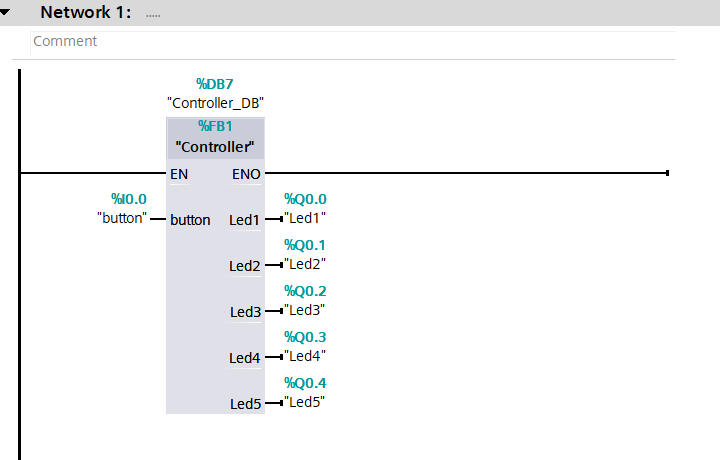 Network 1: .....
Comment
%DB7
"Controller_DB"
%FB1
"Controller"
EN ENO
%I0.0 %Q0.0
"button" button Led1 "Led1"
%Q0.1
Led2 "Led2"
%Q0.2
Led3 "Led3"
%Q0.3
Led4 "Led4"
%Q0.4
Led5 "Led5"